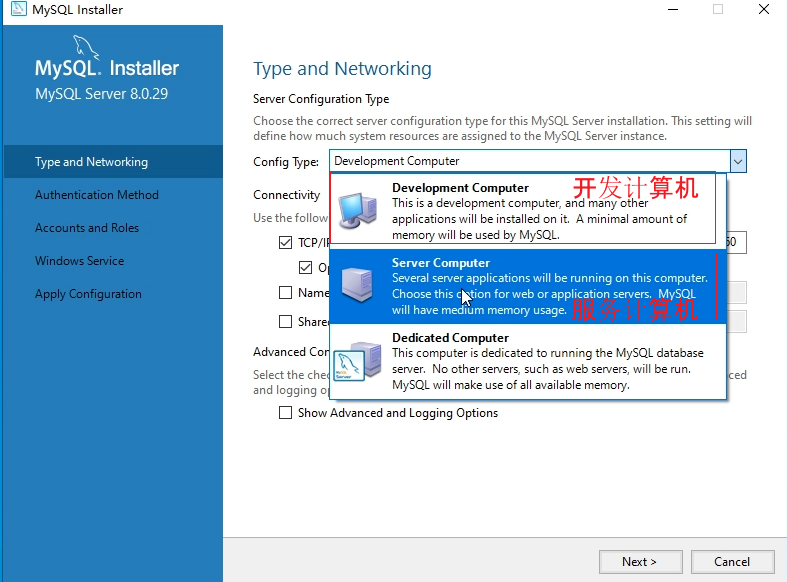 MySQL Installer
MySQL. Installer
MySQL Server 8.0.29
Type and Networking
Authentication Method
Accounts and Roles
Windows Service
Apply Configuration
Type and Networking
Server Configuration Type
Choose the correct server configuration type for this MySQL Server installation. This setting will
define how much system resources are assigned to the MySQL Server instance.
Config Type: Development Computer
Development Computer 开发计算机
This is a development computer, and many other
applications will be installed on it. A minimal amount of
memory will be used by MySQL.
Server Computer
Several server applications will be running on this computer.
Choose this option for web or application servers. MySQL
will have medium memory usage. 服务计算机
Dedicated Computer
This computer is dedicated to running the MySQL database
server. No other servers, such as web servers, will be run.
MySQL will make use of all available memory.
Connectivity
Use the follow
TCP/IP
Name
Share
Advanced Con
Select the chec
and logging o
Show Advanced and Logging Options
Next >
Cancel